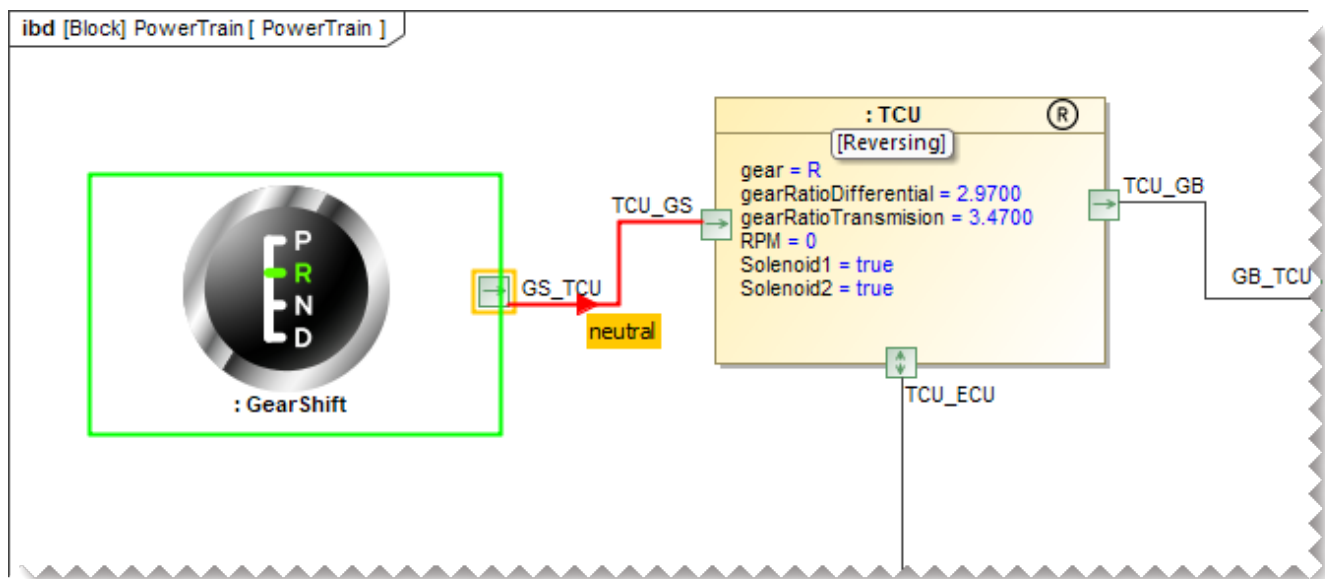 ibd [Block] PowerTrain [ PowerTrain ]
: TCU
R
[Reversing]
gear = R
gearRatioDifferential = 2.9700
gearRatioTransmision = 3.4700
RPM = 0
Solenoid1 = true
Solenoid2 = true
TCU_GS
TCU_GB
GB_TCU
P
R
N
D
: GearShift
GS_TCU
neutral
TCU_ECU